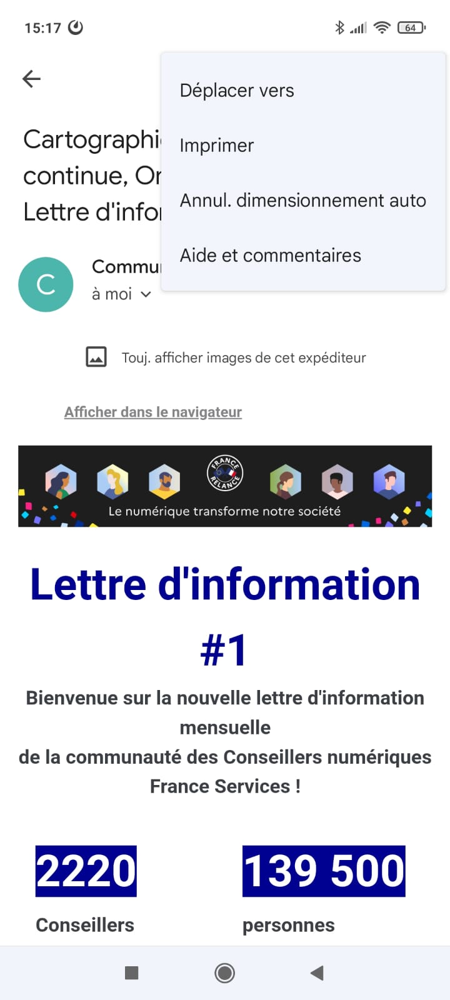 15:17
64
Déplacer vers
Imprimer
Annul. dimensionnement auto
Aide et commentaires
Cartographi
continue, Or
Lettre d'infor
C
Commu
à moi
Touj. afficher images de cet expéditeur
Afficher dans le navigateur
FRANCE
RELANCE
Le numérique transforme notre société
Lettre d'information
#1
Bienvenue sur la nouvelle lettre d'information
mensuelle
de la communauté des Conseillers numériques
France Services !
2220
139 500
Conseillers
personnes